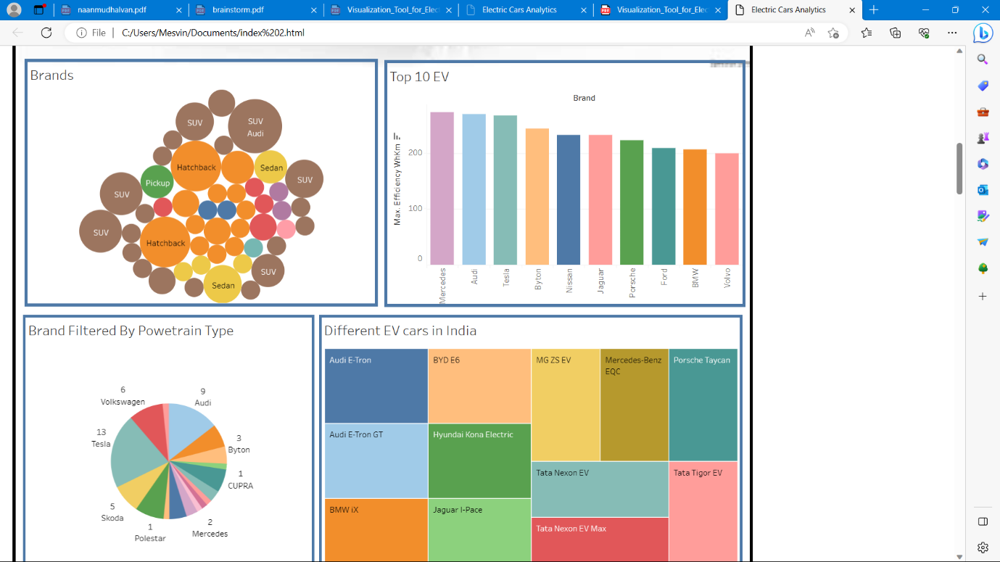 naanmudhalvan.pdf
brainstorm.pdf
Visualization_Tool_for_Elec
Electric Cars Analytics
Visualization_Tool_for_Elec
Electric Cars Analytics
File
C:/Users/Mesvin/Documents/index%202.html
Brands
SUV
SUV
Audi
Hatchback
Sedan
SUV
Pickup
SUV
SUV
Hatchback
SUV
Sedan
Top 10 EV
Brand
Max. Efficiency WhKm
200
100
0
Mercedes
Audi
Tesla
Byton
Nissan
Jaguar
Porsche
Ford
BMW
Volvo
Brand Filtered By Powetrain Type
6
Volkswagen
9
Audi
13
Tesla
3
Byton
1
CUPRA
5
Skoda
1
Polestar
2
Mercedes
Different EV cars in India
Audi E-Tron
BYD E6
MG ZS EV
Mercedes-Benz
EQC
Porsche Taycan
Audi E-Tron GT
Hyundai Kona Electric
Tata Nexon EV
Tata Tigor EV
BMW iX
Jaguar I-Pace
Tata Nexon EV Max